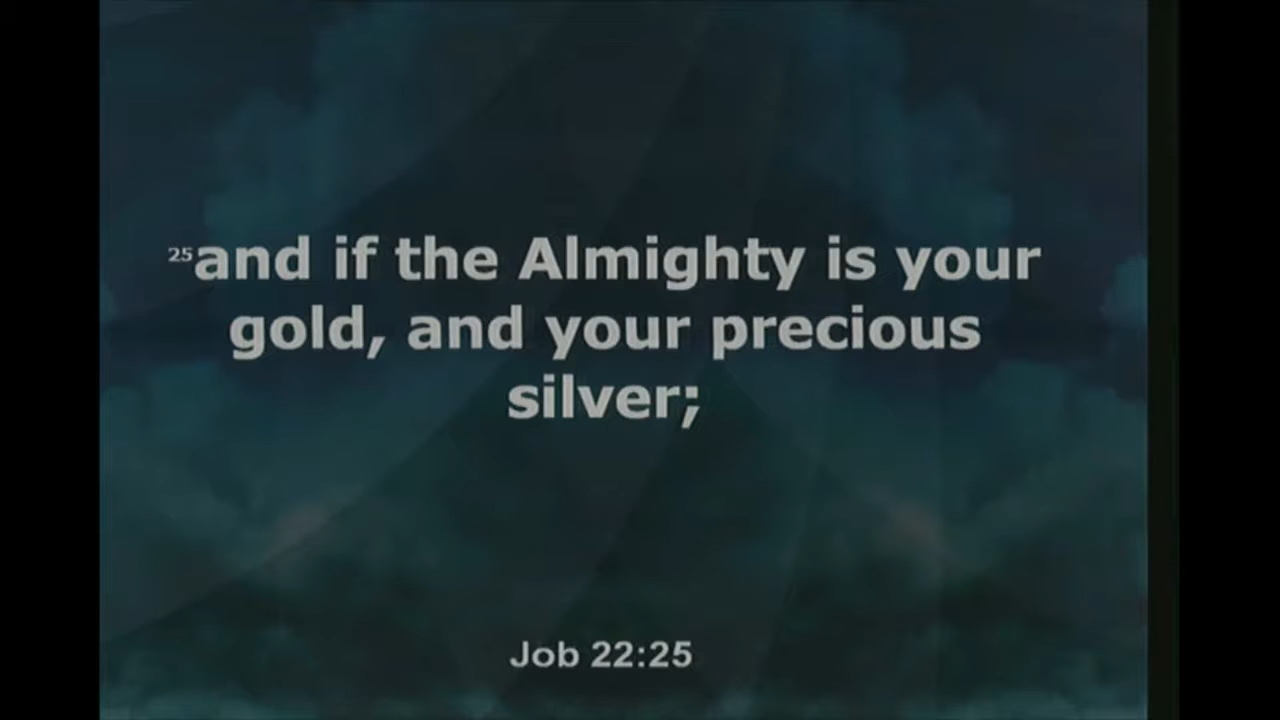 25and if the Almighty is your
gold, and your precious
silver;
Job 22:25